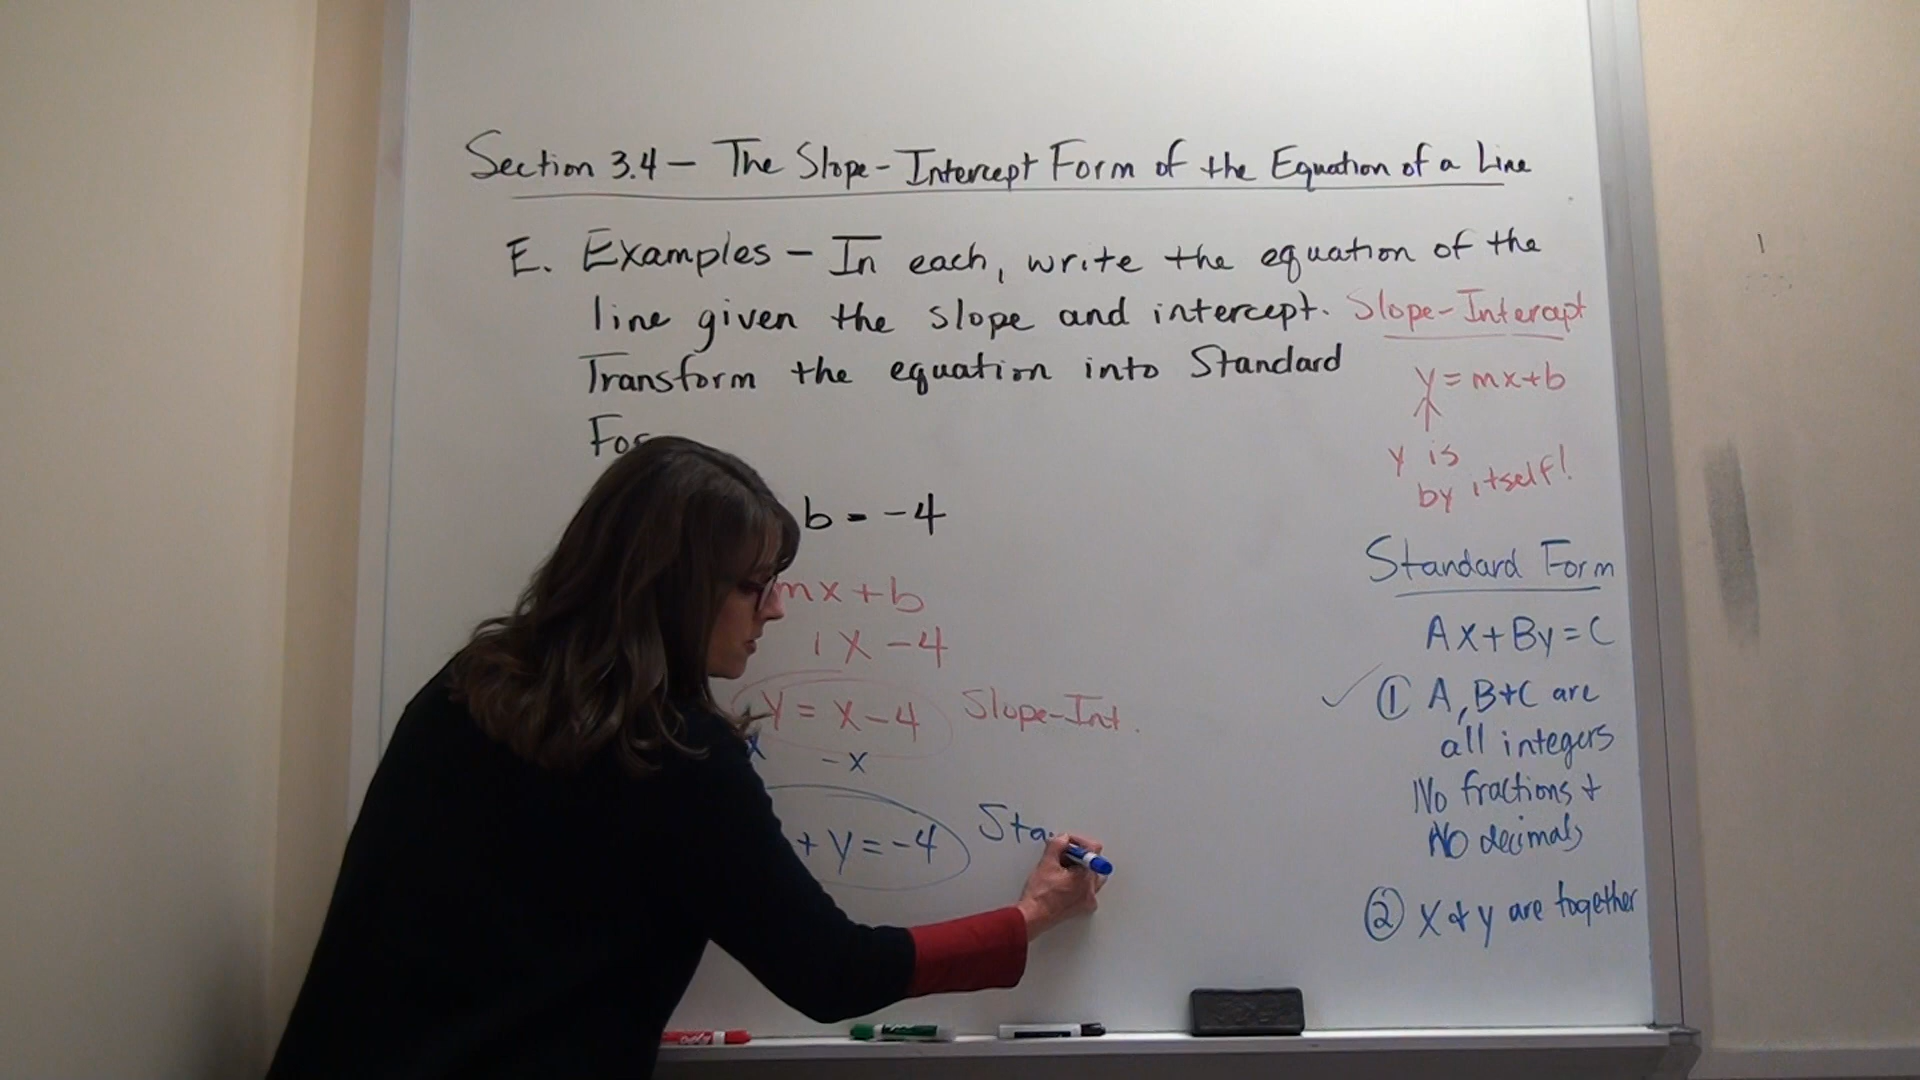 Section 3.4 – The Slope-Intercept Form of the Equation of a Line
E. Examples – In each, write the equation of the
line given the slope and intercept.
Transform the equation into Standard
For
b = -4
mx+b
1x -4
y = x-4 Slope-Int.
x -x
+ y = -4 Sta
Slope-Intercept
y = mx+b
y is
by itself!
Standard Form
Ax+By=C
✓ ① A, B+C are
all integers
No fractions +
No decimals
② x & y are together